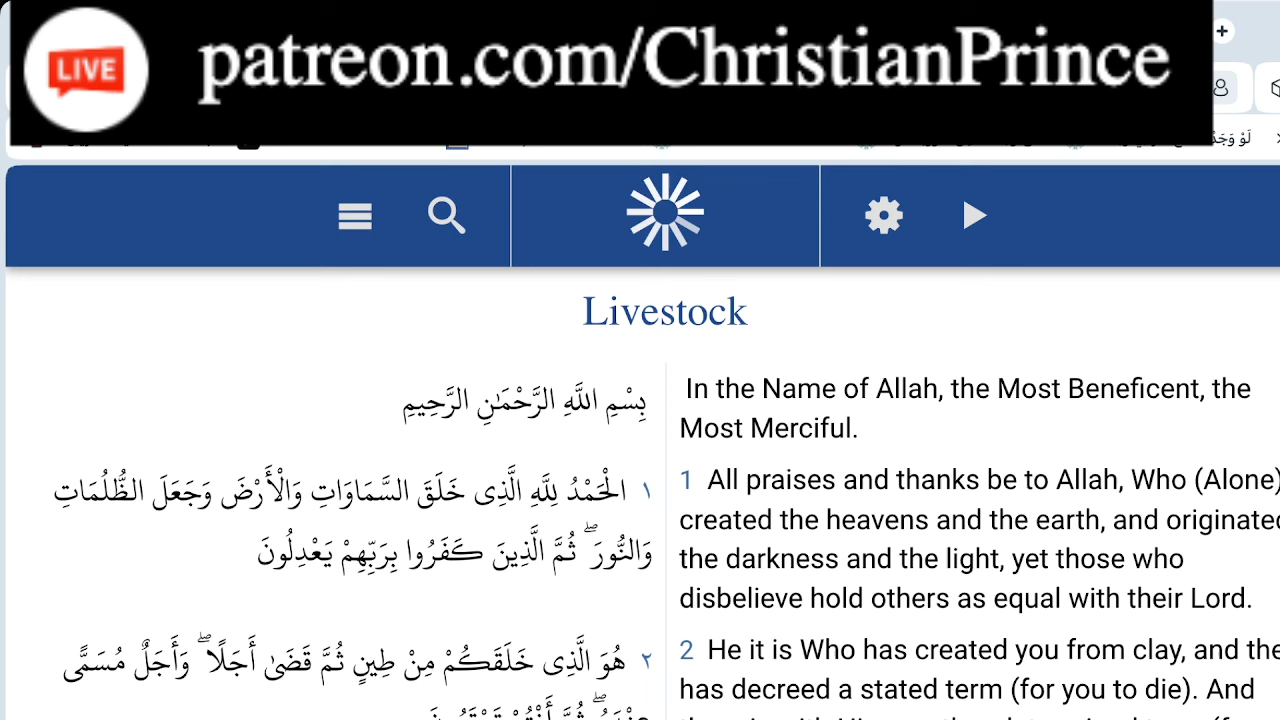 LIVE
patreon.com/ChristianPrince
لَوْ
Livestock
بِسْمِ اللَّهِ الرَّحْمَٰنِ الرَّحِيمِ
In the Name of Allah, the Most Beneficent, the
Most Merciful.
١ الْحَمْدُ لِلَّهِ الَّذِى خَلَقَ السَّمَاوَاتِ وَالْأَرْضَ وَجَعَلَ الظُّلُمَاتِ
وَالنُّورَ ۖ ثُمَّ الَّذِينَ كَفَرُوا بِرَبِّهِمْ يَعْدِلُونَ
1 All praises and thanks be to Allah, Who (Alone)
created the heavens and the earth, and originated
the darkness and the light, yet those who
disbelieve hold others as equal with their Lord.
٢ هُوَ الَّذِى خَلَقَكُمْ مِنْ طِينٍ ثُمَّ قَضَىٰ أَجَلًا ۖ وَأَجَلٌ مُسَمًّى
2 He it is Who has created you from clay, and the
has decreed a stated term (for you to die). And